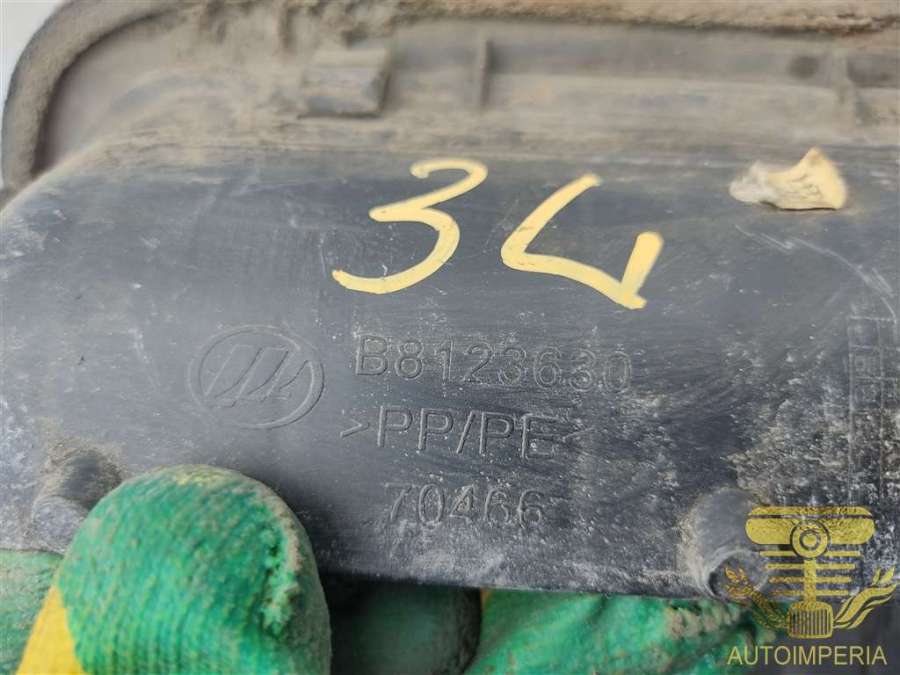 34
B8123630
>PP/PE<
70466
AUTOIMPERIA